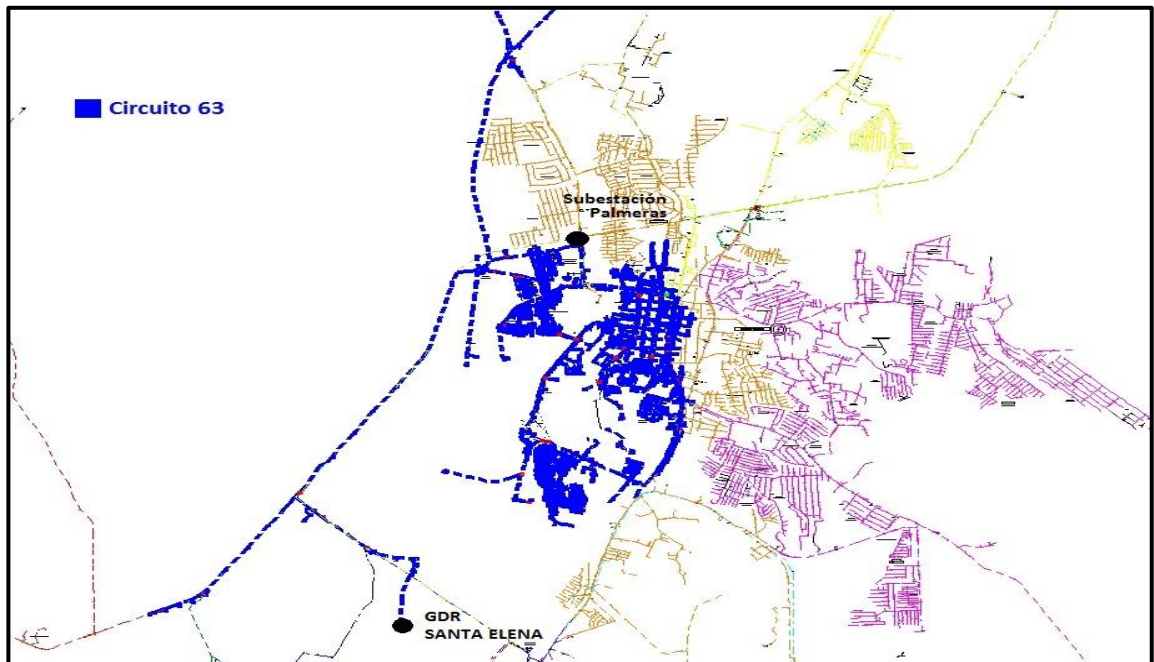 Circuito 63
Subestación
Palmeras
GDR
SANTA ELENA